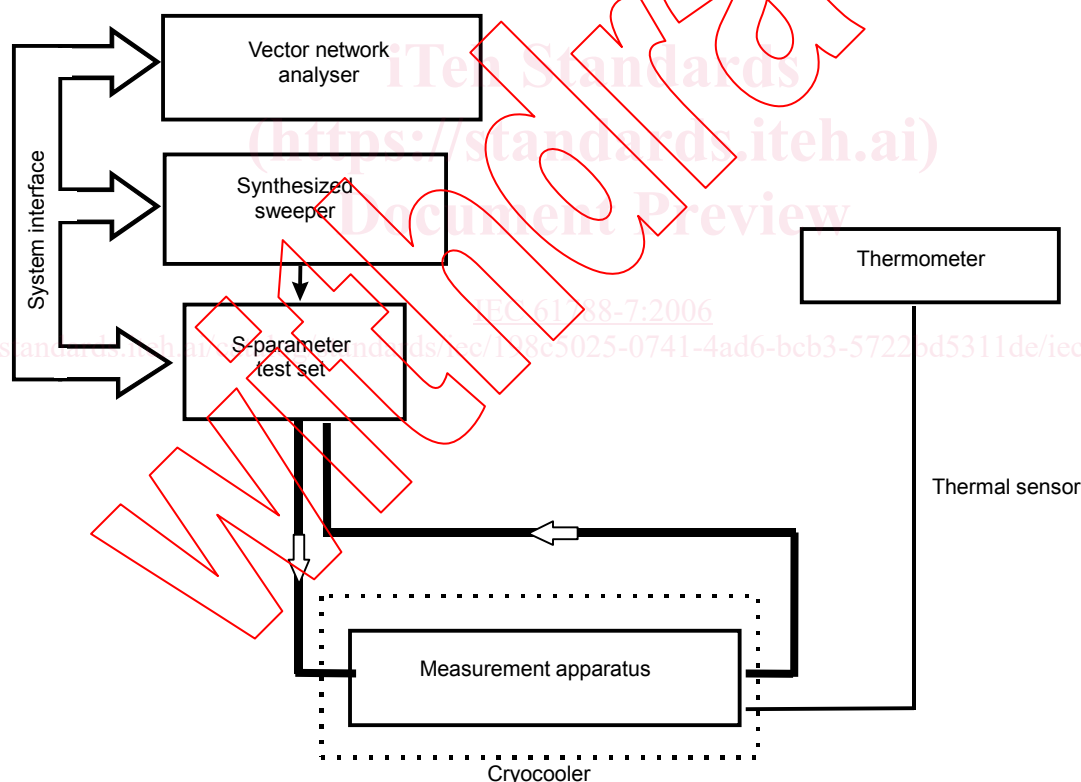 Vector network
analyser
iTeh Standards
(https://standards.iteh.ai)
Synthesized
sweeper
Document Preview
System interface
Thermometer
IEC 61788-7:2006
S-parameter
test set
Thermal sensor
Measurement apparatus
Cryocooler